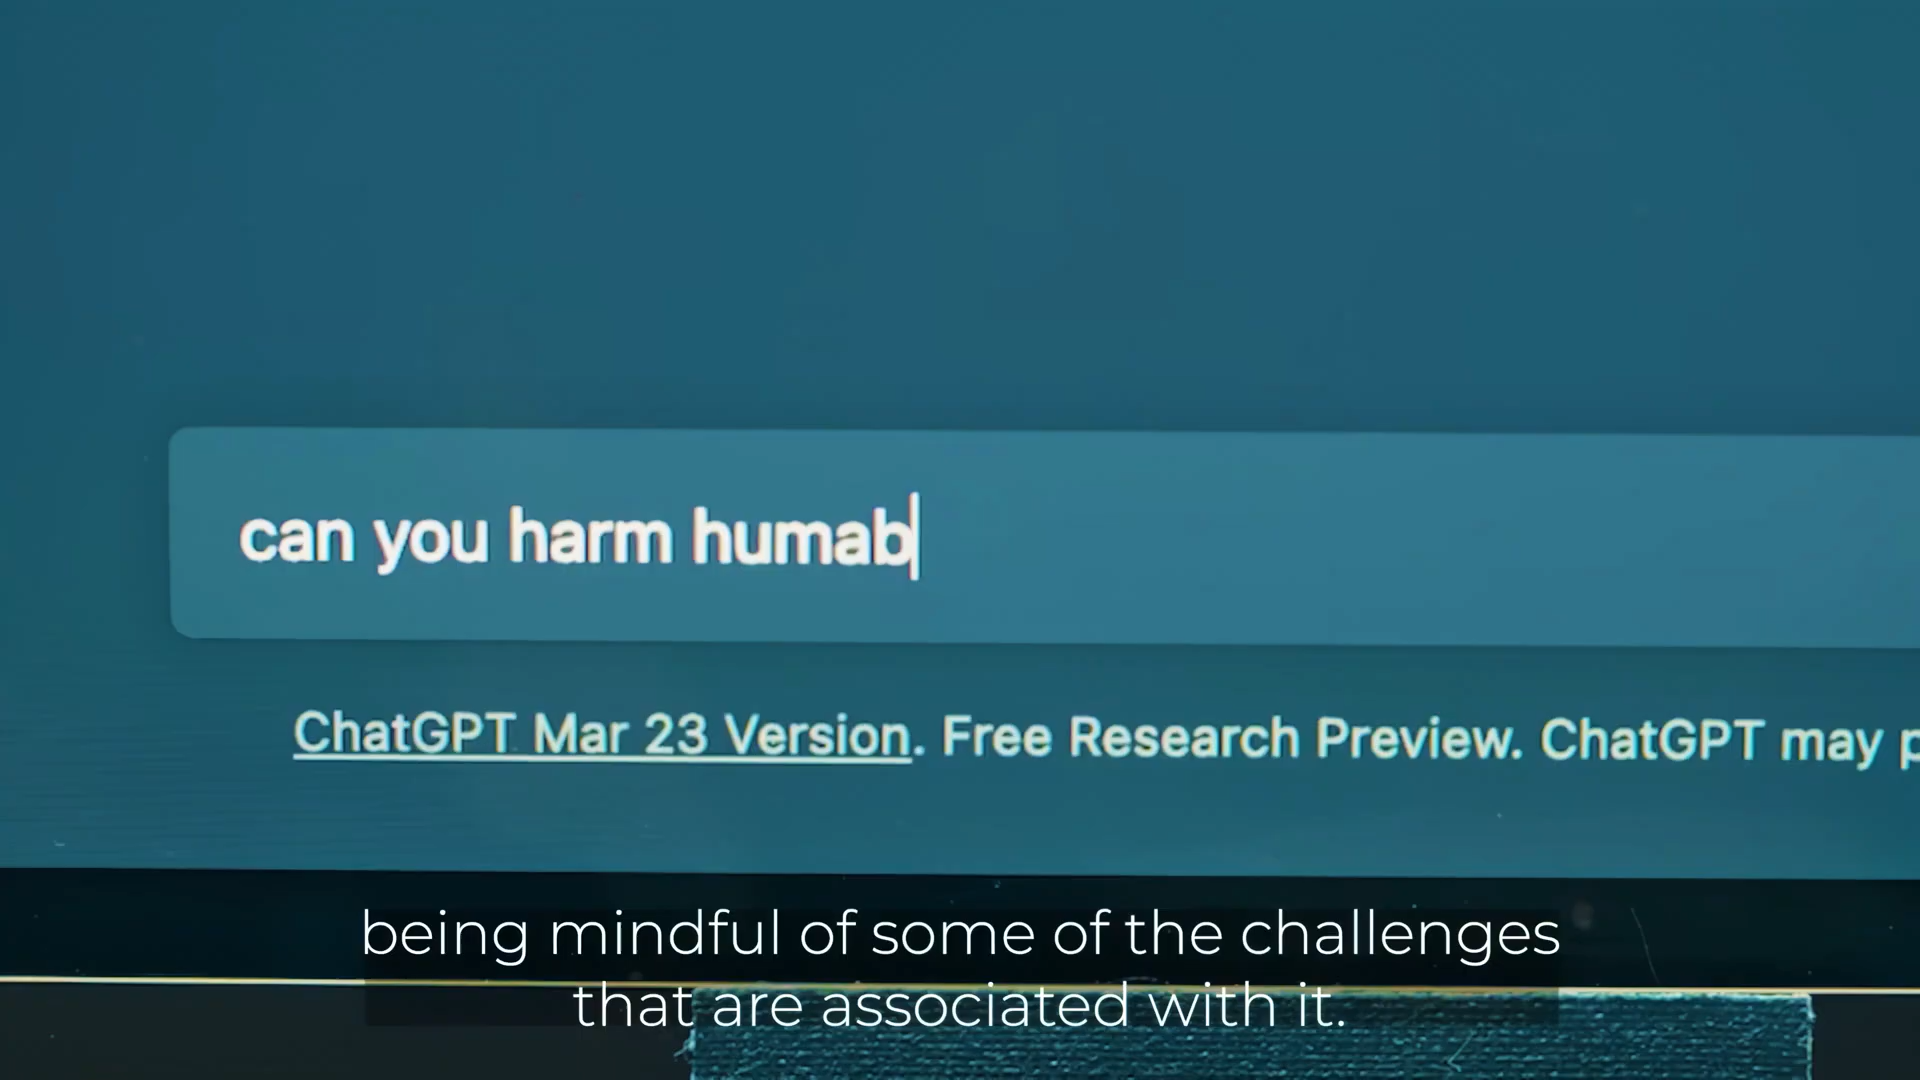 can you harm humab
ChatGPT Mar 23 Version. Free Research Preview. ChatGPT may
being mindful of some of the challenges
that are associated with it.